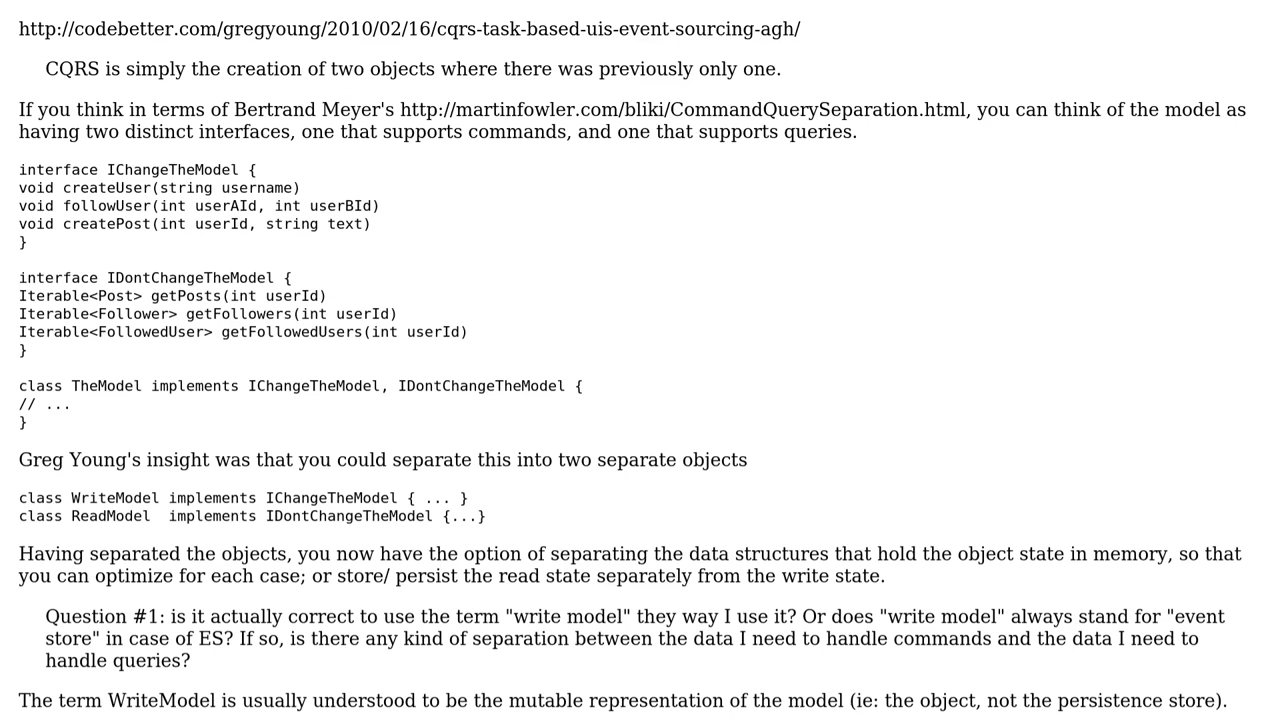 http://codebetter.com/gregyoung/2010/02/16/cqrs-task-based-uis-event-sourcing-agh/
CQRS is simply the creation of two objects where there was previously only one.
If you think in terms of Bertrand Meyer's http://martinfowler.com/bliki/CommandQuerySeparation.html, you can think of the model as
having two distinct interfaces, one that supports commands, and one that supports queries.
interface IChangeTheModel {
void createUser(string username)
void followUser(int userAId, int userBId)
void createPost(int userId, string text)
}
interface IDontChangeTheModel {
Iterable<Post> getPosts(int userId)
Iterable<Follower> getFollowers(int userId)
Iterable<FollowedUser> getFollowedUsers(int userId)
}
class TheModel implements IChangeTheModel, IDontChangeTheModel {
// ...
}
Greg Young's insight was that you could separate this into two separate objects
class WriteModel implements IChangeTheModel { ... }
class ReadModel  implements IDontChangeTheModel {...}
Having separated the objects, you now have the option of separating the data structures that hold the object state in memory, so that
you can optimize for each case; or store/ persist the read state separately from the write state.
Question #1: is it actually correct to use the term "write model" they way I use it? Or does "write model" always stand for "event
store" in case of ES? If so, is there any kind of separation between the data I need to handle commands and the data I need to
handle queries?
The term WriteModel is usually understood to be the mutable representation of the model (ie: the object, not the persistence store).